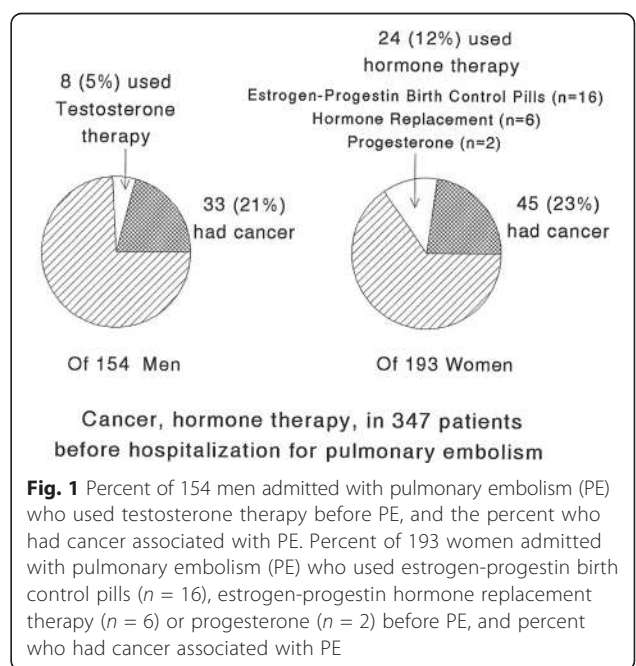 24 (12%) used
hormone therapy
8 (5%) used
Testosterone
therapy
Estrogen-Progestin Birth Control Pills (n=16)
Hormone Replacement (n=6)
Progesterone (n=2)
33 (21%)
had cancer
45 (23%)
had cancer
Of 154 Men
Of 193 Women
Cancer, hormone therapy, in 347 patients
before hospitalization for pulmonary embolism
Fig. 1 Percent of 154 men admitted with pulmonary embolism (PE)
who used testosterone therapy before PE, and the percent who
had cancer associated with PE. Percent of 193 women admitted
with pulmonary embolism (PE) who used estrogen-progestin birth
control pills (n = 16), estrogen-progestin hormone replacement
therapy (n = 6) or progesterone (n = 2) before PE, and percent
who had cancer associated with PE